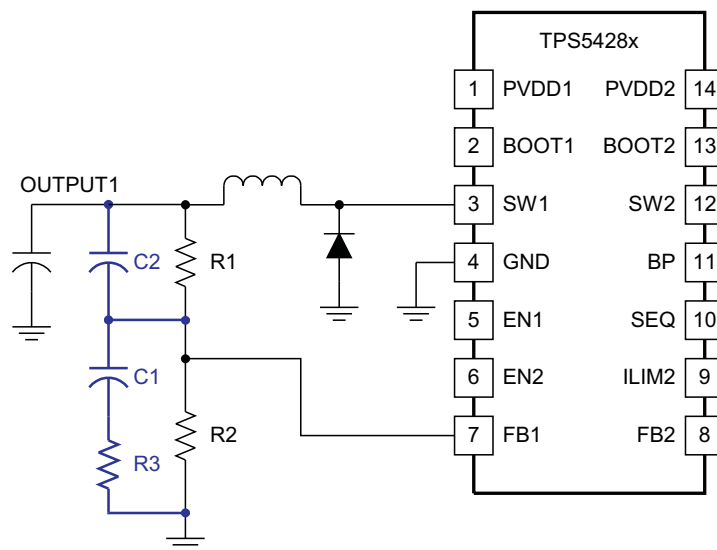 TPS5428x
1 PVDD1 PVDD2 14
2 BOOT1 BOOT2 13
OUTPUT1
3 SW1 SW2 12
C2 R1 4 GND BP 11
5 EN1 SEQ 10
C1 6 EN2 ILIM2 9
R2 7 FB1 FB2 8
R3